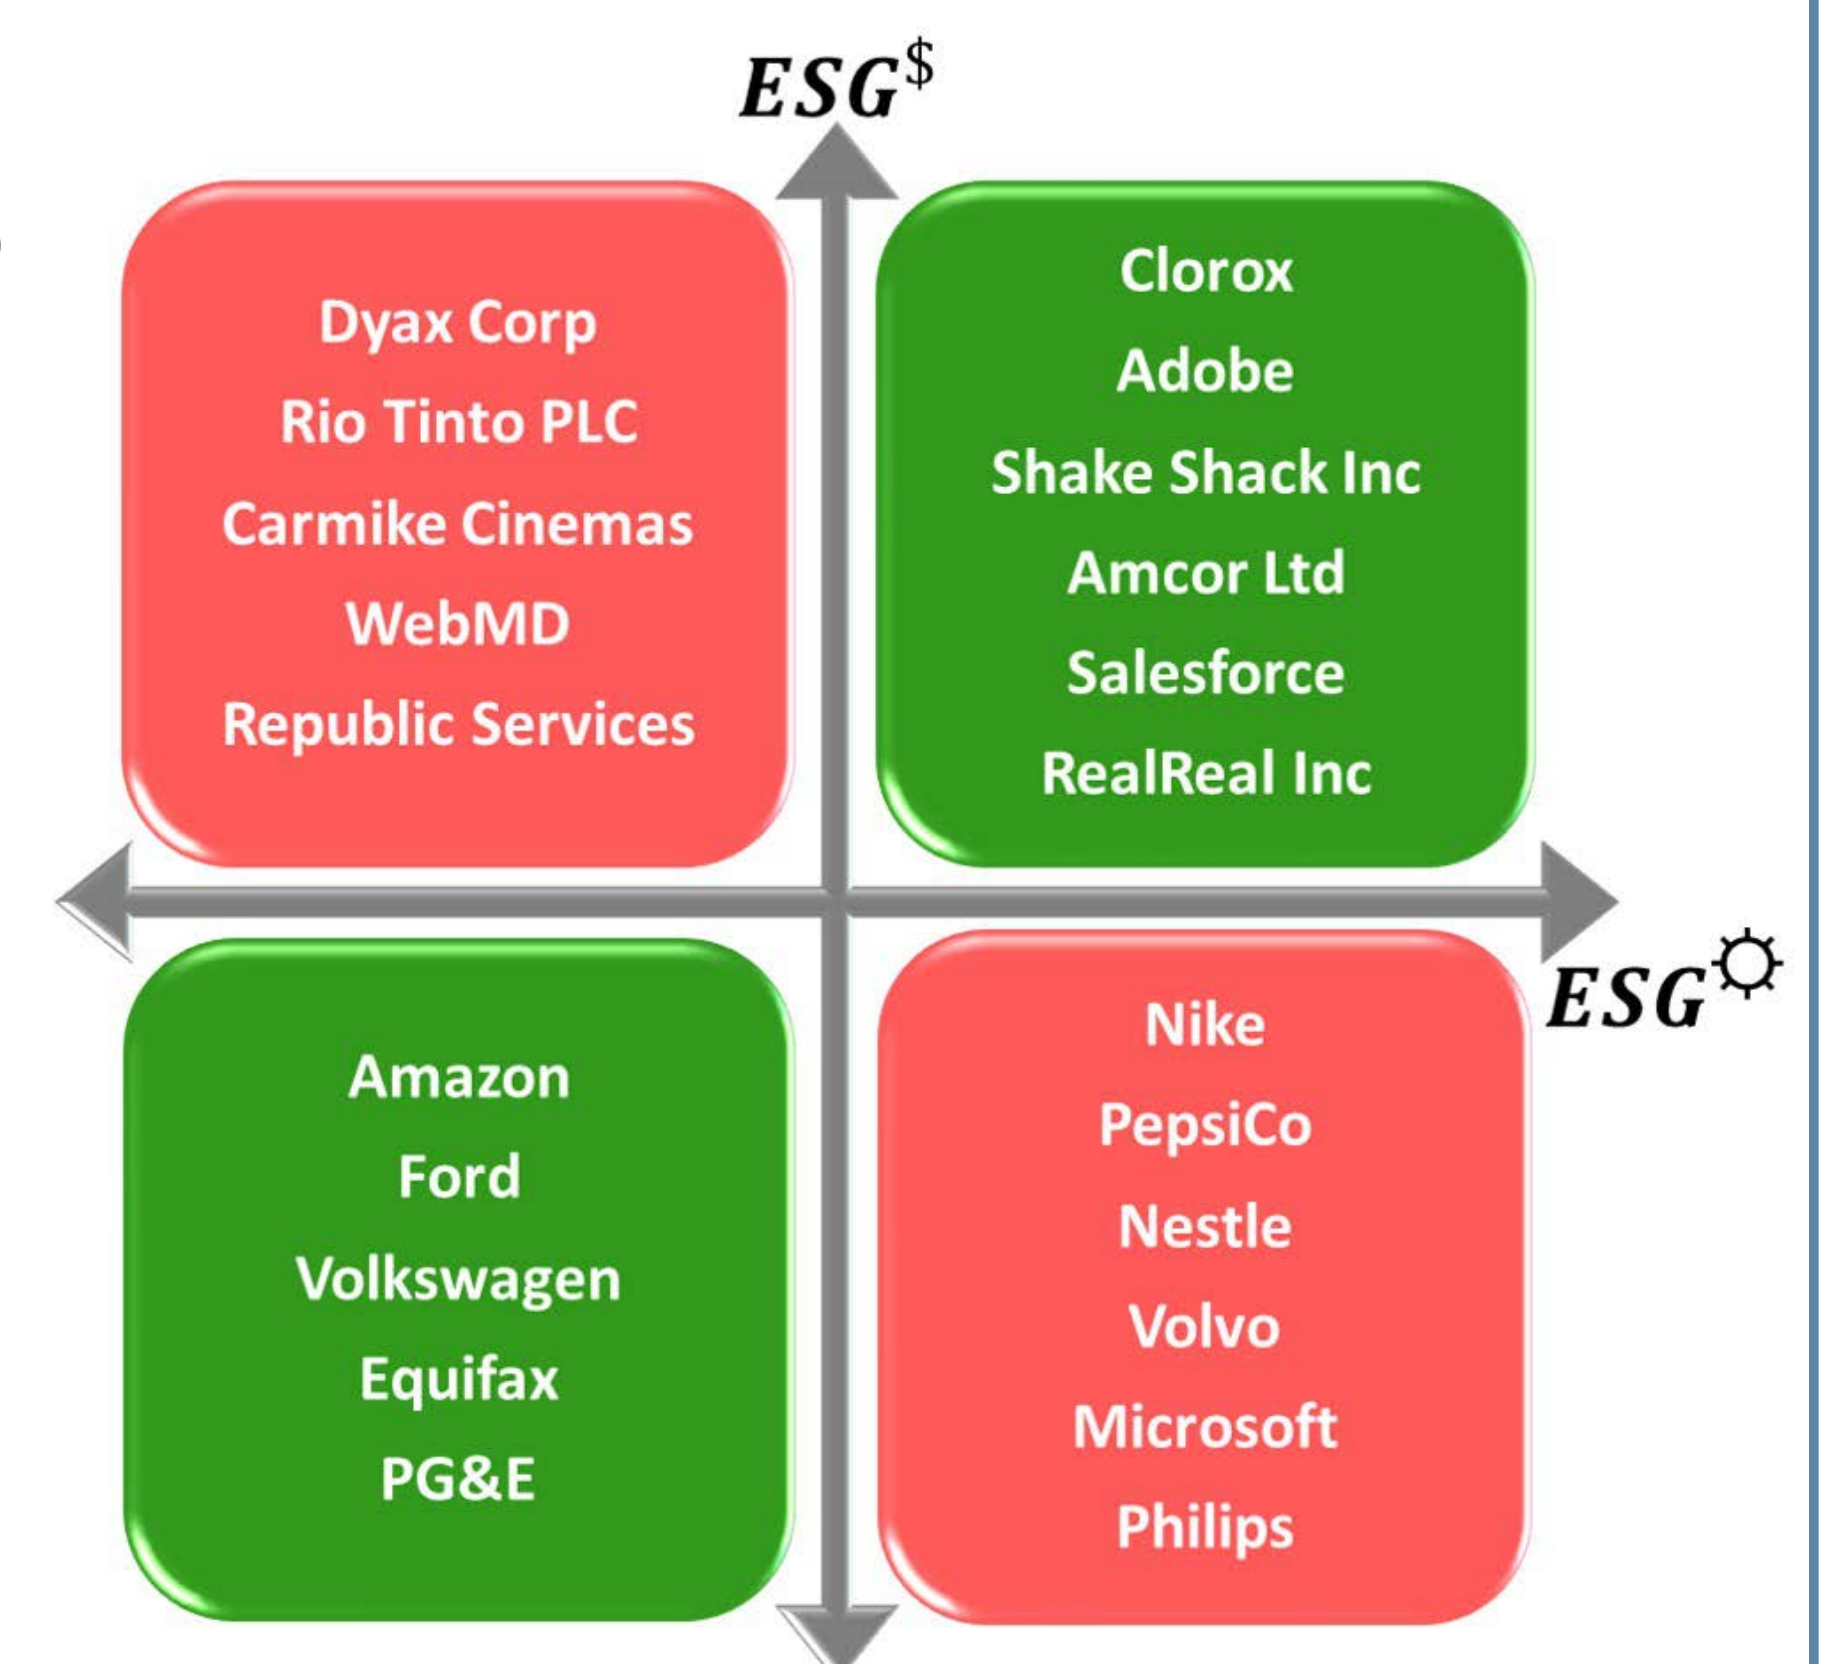 ESG$
Dyax Corp
Rio Tinto PLC
Carmike Cinemas
WebMD
Republic Services
Clorox
Adobe
Shake Shack Inc
Amcor Ltd
Salesforce
RealReal Inc
ESG☼
Amazon
Ford
Volkswagen
Equifax
PG&E
Nike
PepsiCo
Nestle
Volvo
Microsoft
Philips